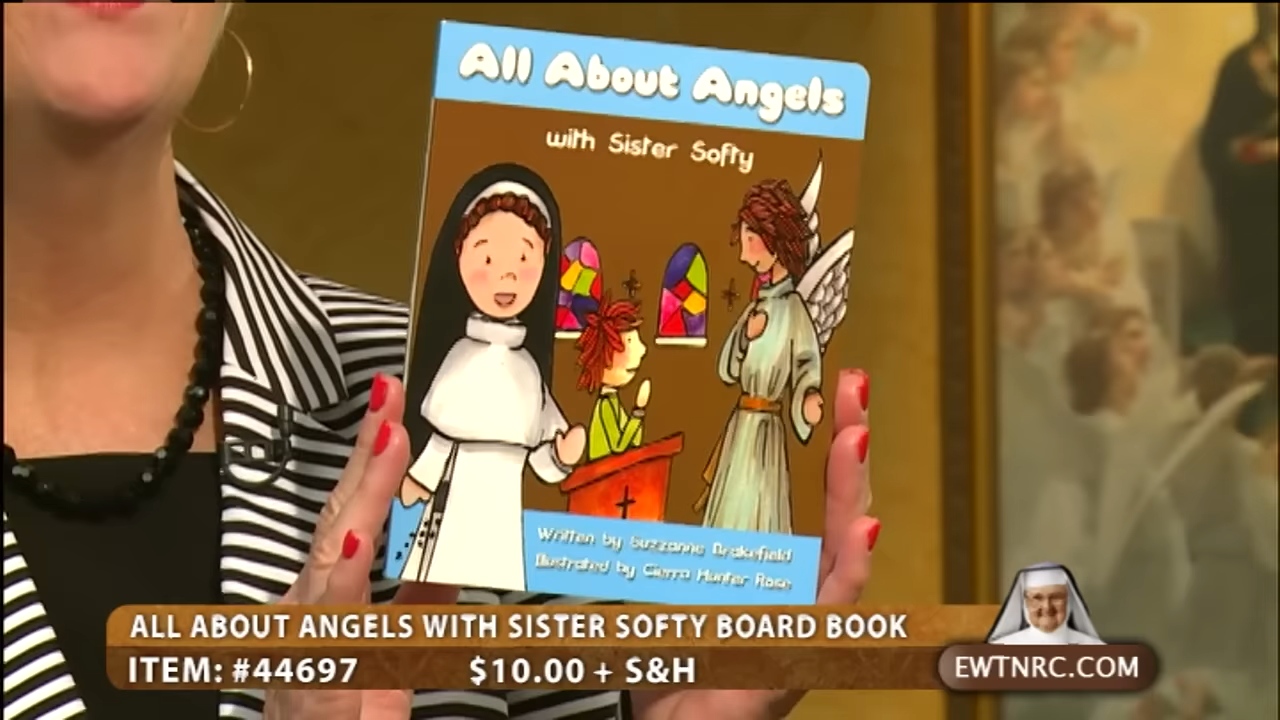 All About Angels
with Sister Softy
Written by Suzzanne Brakefield
Illustrated by Cierra Hunter Rose
ALL ABOUT ANGELS WITH SISTER SOFTY BOARD BOOK
ITEM: #44697 $10.00 + S&H
EWTNRC.COM